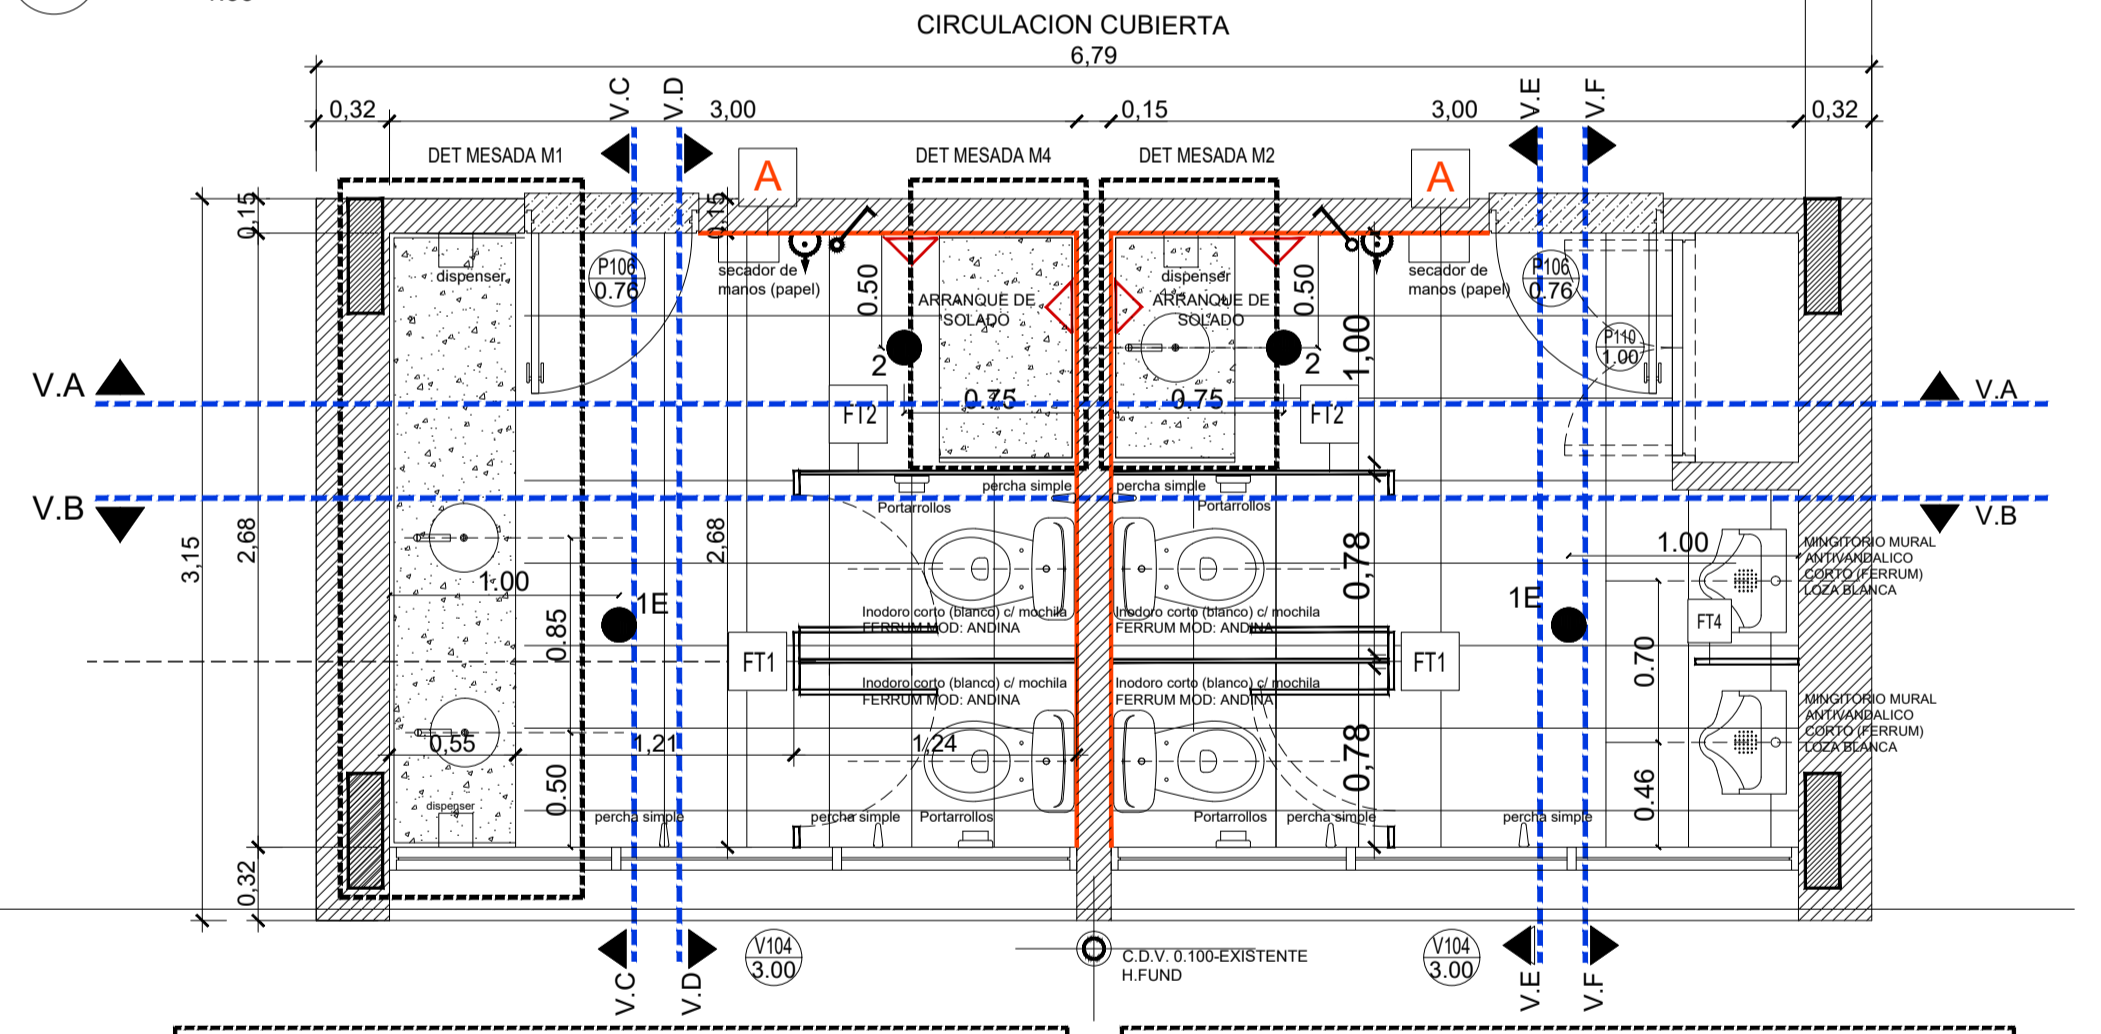 CIRCULACION CUBIERTA
6,79
0,32
V.C
V.D
3,00
0,15
3,00
V.E
V.F
0,32
DET MESADA M1
A
DET MESADA M4
DET MESADA M2
A
0,15
0,15
dispenser
P106
0.76
secador de
manos (papel)
0.50
ARRANQUE DE
SOLADO
dispenser
ARRANQUE DE
SOLADO
0.50
secador de
manos (papel)
P106
0.76
1,00
P110
1.00
2
2
V.A
V.A
FT2
0.75
0.75
FT2
V.B
V.B
percha simple
percha simple
Portarrollos
Portarrollos
3,15
2,68
2,68
0,78
1.00
MINGITORIO MURAL
ANTIVANDALICO
CORTO (FERRUM)
LOZA BLANCA
1.00
1E
1E
0.85
Inodoro corto (blanco) c/ mochila
FERRUM MOD: ANDINA
Inodoro corto (blanco) c/ mochila
FERRUM MOD: ANDINA
FT4
FT1
FT1
0.70
Inodoro corto (blanco) c/ mochila
FERRUM MOD: ANDINA
Inodoro corto (blanco) c/ mochila
FERRUM MOD: ANDINA
MINGITORIO MURAL
ANTIVANDALICO
CORTO (FERRUM)
LOZA BLANCA
0,55
1,21
1,24
0,78
0.50
0.46
dispenser
percha simple
percha simple
Portarrollos
Portarrollos
percha simple
percha simple
0,32
V104
3.00
V104
3.00
C.D.V. 0.100-EXISTENTE
H.FUND
V.C
V.D
V.E
V.F